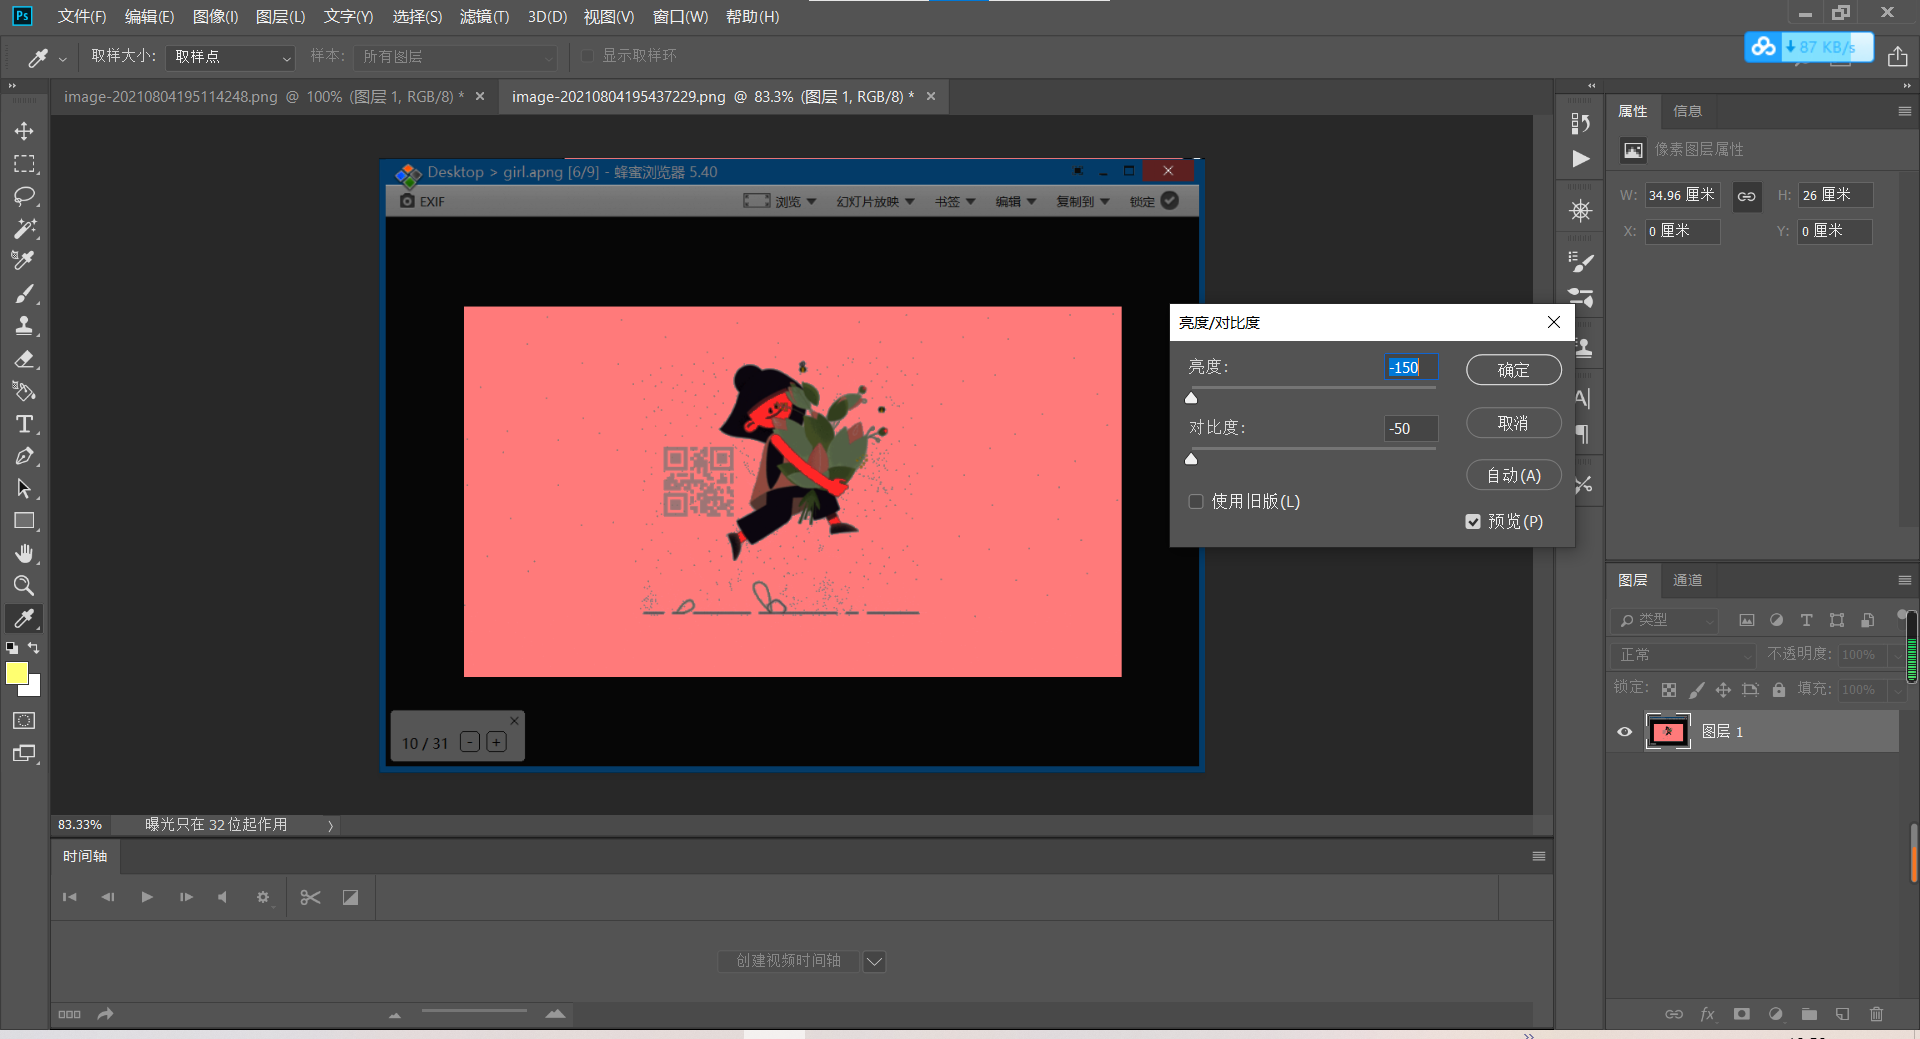 Ps 文件(F) 编辑(E) 图像(I) 图层(L) 文字(Y) 选择(S) 滤镜(T) 3D(D) 视图(V) 窗口(W) 帮助(H)
取样大小: 取样点 样本: 所有图层 显示取样环
87 KB/s
image-20210804195114248.png @ 100% (图层 1, RGB/8) * ×
image-20210804195437229.png @ 83.3% (图层 1, RGB/8) * ×
Desktop > girl.apng [6/9] - 蜂蜜浏览器 5.40
EXIF 浏览 幻灯片放映 书签 编辑 复制到 锁定
10 / 31 - +
亮度/对比度
亮度: -150 确定
对比度: -50 取消
自动(A)
使用旧版(L)
预览(P)
属性 信息
像素图层属性
W: 34.96 厘米 H: 26 厘米
X: 0 厘米 Y: 0 厘米
图层 通道
类型
正常 不透明度: 100%
锁定: 填充: 100%
图层 1
fx
83.33% 曝光只在 32 位起作用
时间轴
创建视频时间轴